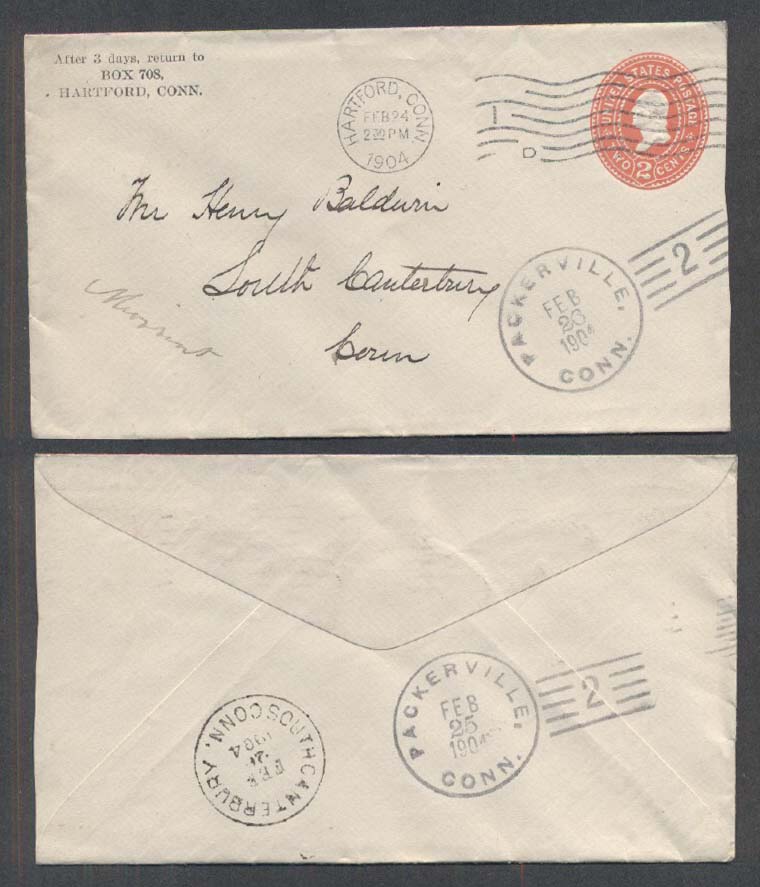 After 3 days, return to
BOX 708,
HARTFORD, CONN.
HARTFORD, CONN.
FEB 24
2 30 PM
1904
1
D
UNITED STATES POSTAGE
TWO 2 CENTS
Mr Henry Baldwin
South Canterbury
Conn
PACKERVILLE,
FEB
26
1904
CONN.
2
PACKERVILLE,
FEB
25
1904
CONN.
2
SOUTH CANTERBURY, CONN.
FEB
1904